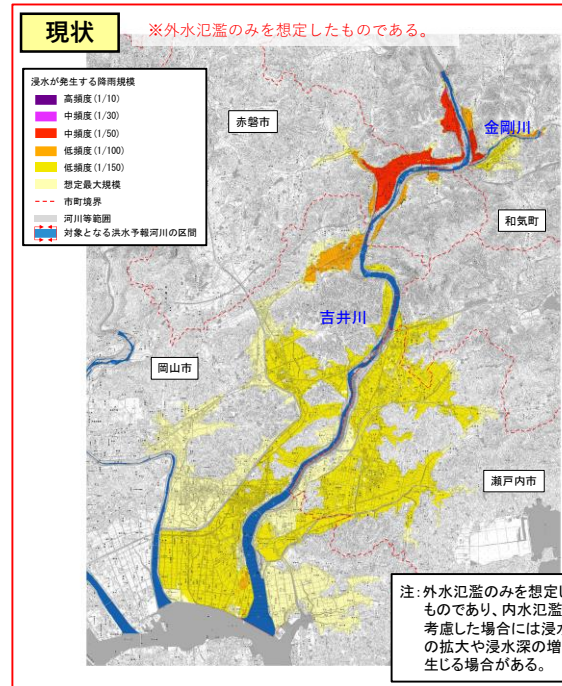 現状
※外水氾濫のみを想定したものである。
浸水が発生する降雨規模
高頻度(1/10)
中頻度(1/30)
中頻度(1/50)
低頻度(1/100)
低頻度(1/150)
想定最大規模
市町境界
河川等範囲
対象となる洪水予報河川の区間
赤磐市
金剛川
和気町
吉井川
岡山市
瀬戸内市
注:外水氾濫のみを想定し
ものであり、内水氾濫
考慮した場合には浸水
の拡大や浸水深の増
生じる場合がある。